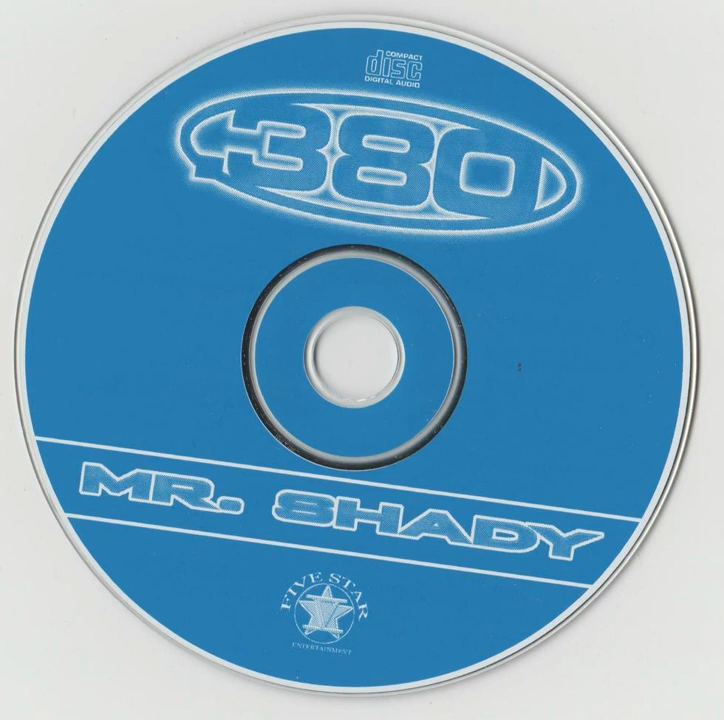 COMPACT
disc
DIGITAL AUDIO
380
MR. SHADY
FIVE STAR
ENTERTAINMENT